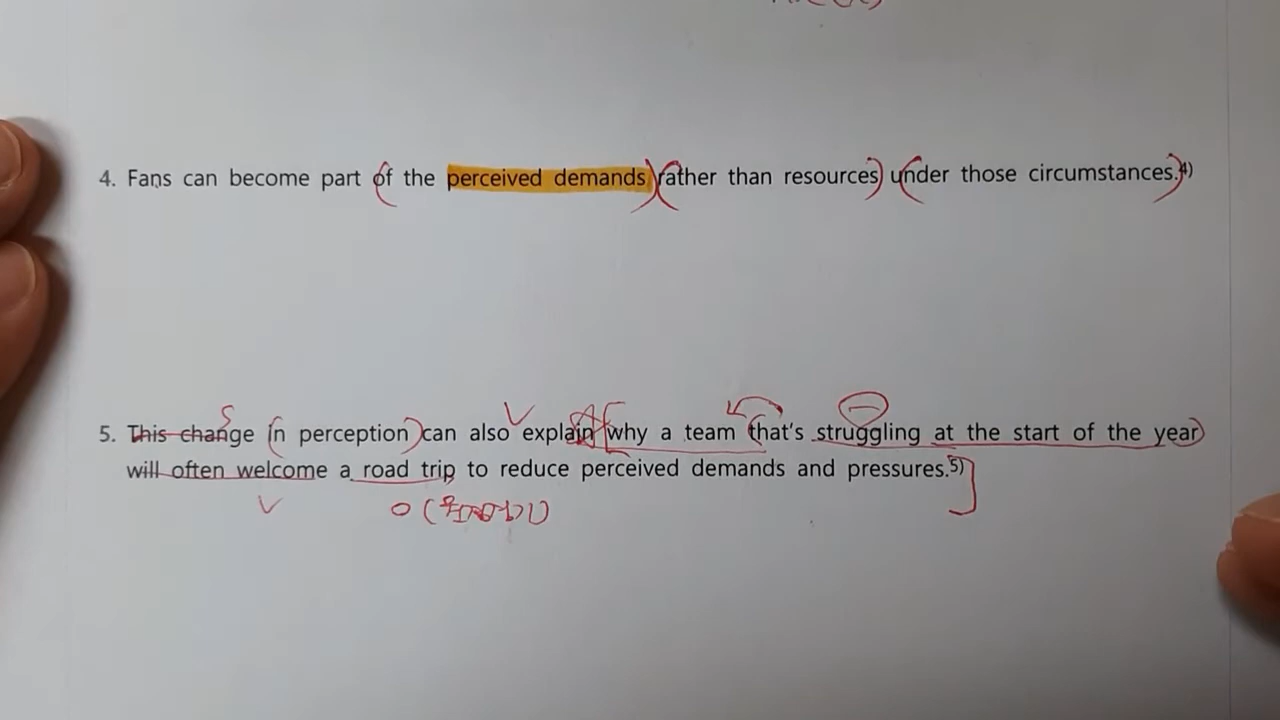 4. Fans can become part of the perceived demands rather than resources under those circumstances.4)
S V
5. This change in perception can also explain why a team that's struggling at the start of the year
will often welcome a road trip to reduce perceived demands and pressures.5)
V O